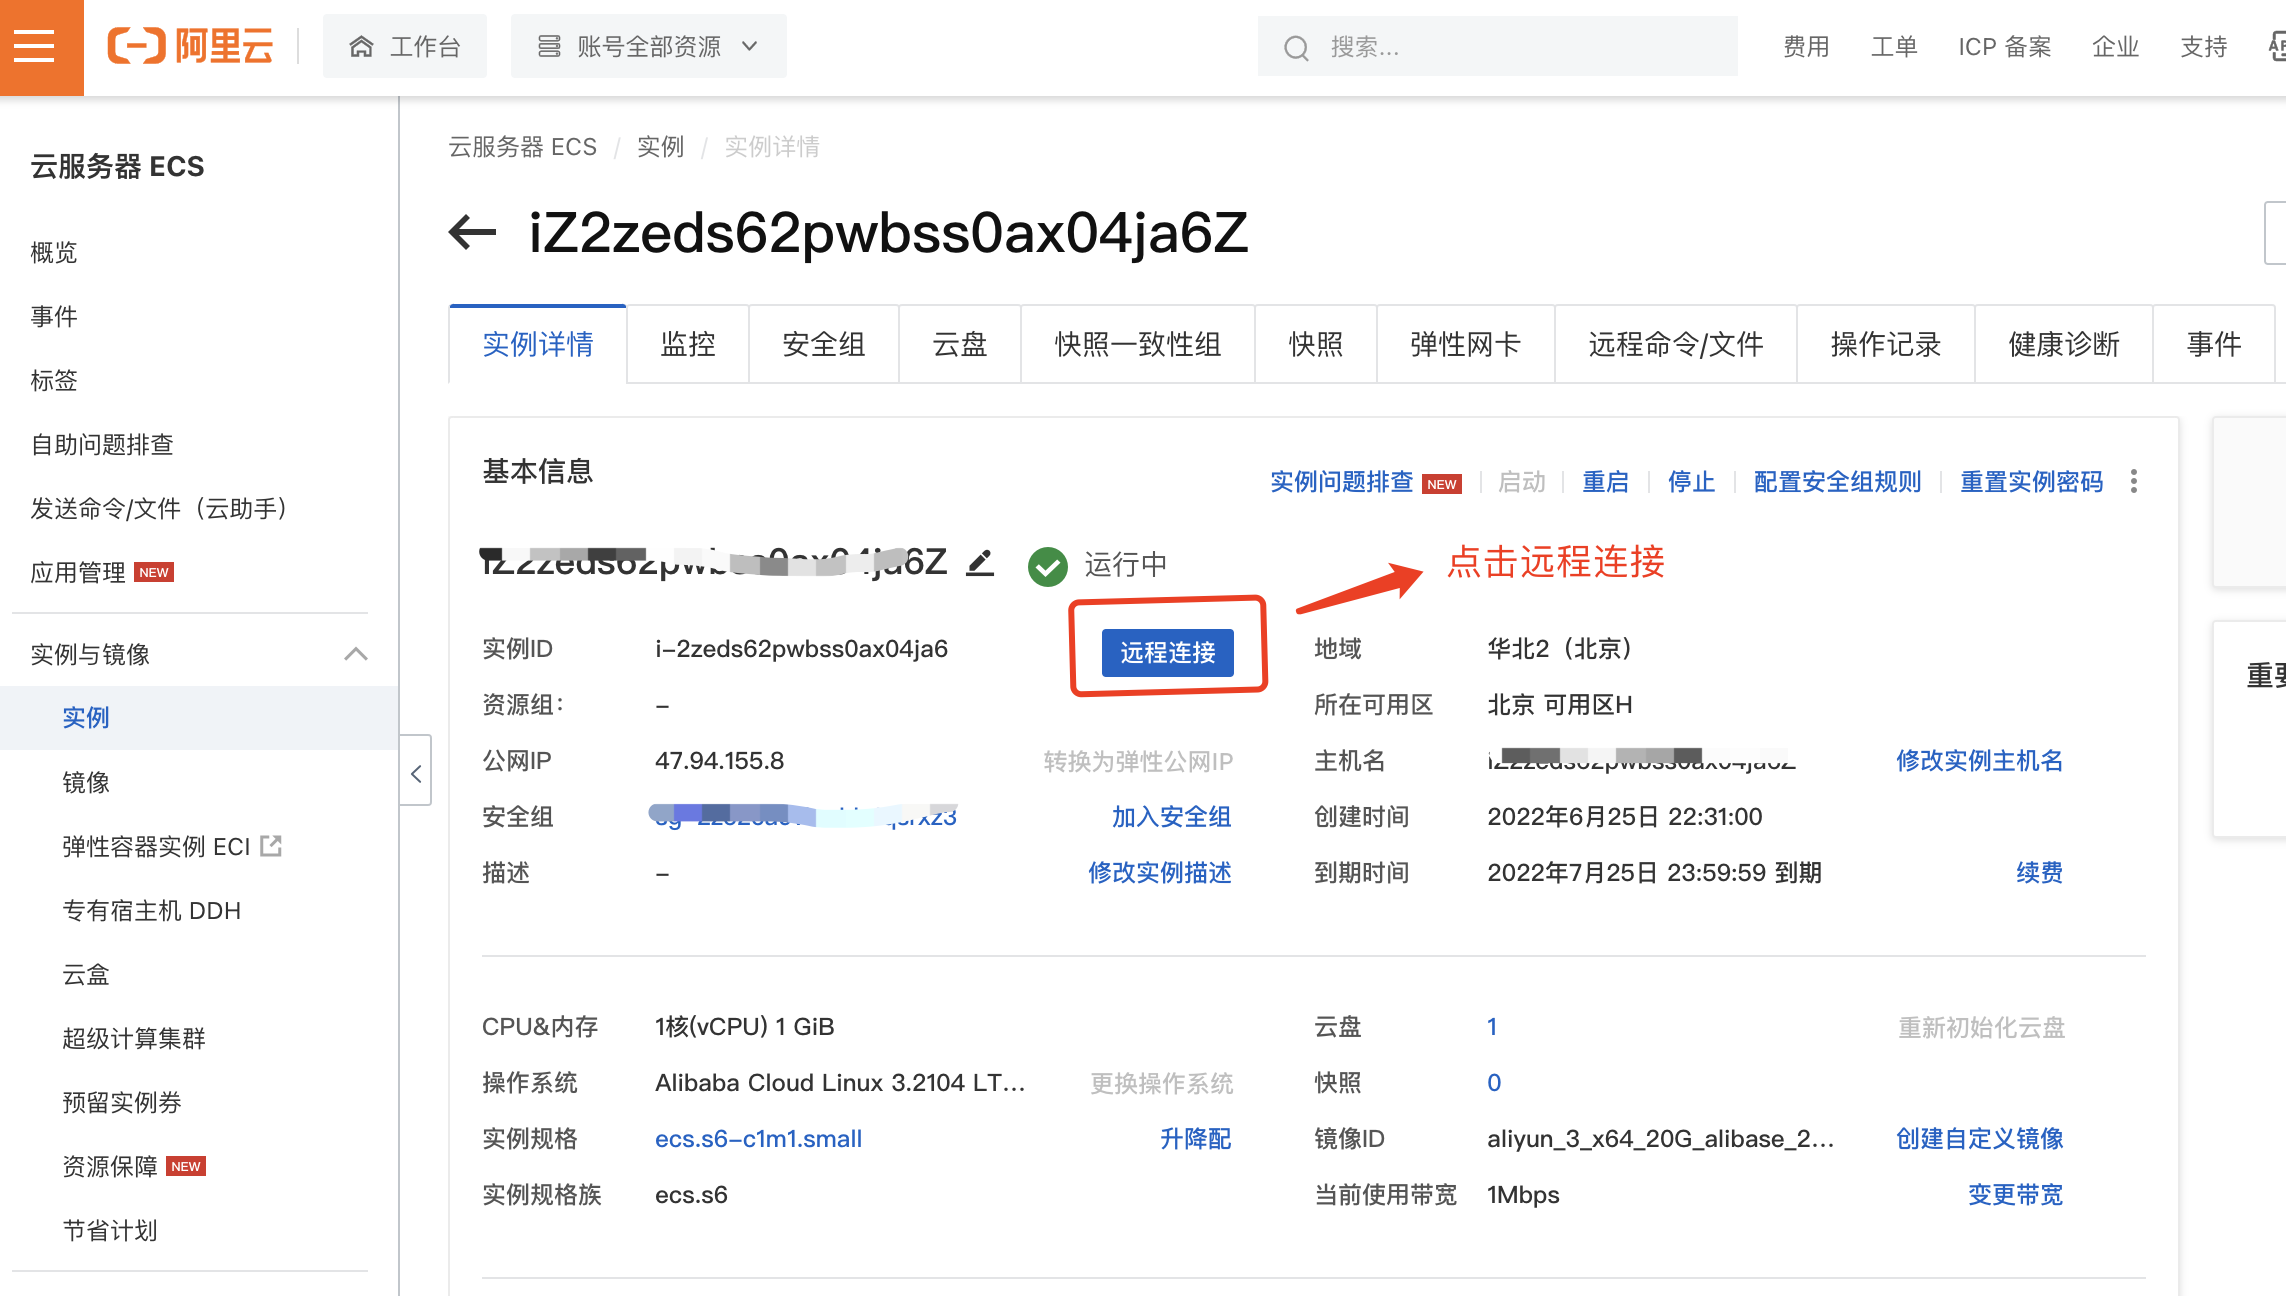 阿里云
工作台
账号全部资源
搜索...
费用
工单
ICP 备案
企业
支持
云服务器 ECS
概览
事件
标签
自助问题排查
发送命令/文件（云助手）
应用管理 NEW
实例与镜像
实例
镜像
弹性容器实例 ECI
专有宿主机 DDH
云盒
超级计算集群
预留实例券
资源保障 NEW
节省计划
云服务器 ECS / 实例 / 实例详情
iZ2zeds62pwbss0ax04ja6Z
实例详情
监控
安全组
云盘
快照一致性组
快照
弹性网卡
远程命令/文件
操作记录
健康诊断
事件
基本信息
实例问题排查 NEW
启动
重启
停止
配置安全组规则
重置实例密码
运行中
点击远程连接
实例ID
i-2zeds62pwbss0ax04ja6
远程连接
地域
华北2（北京）
资源组：
–
所在可用区
北京 可用区H
公网IP
47.94.155.8
转换为弹性公网IP
主机名
修改实例主机名
安全组
加入安全组
创建时间
2022年6月25日 22:31:00
描述
–
修改实例描述
到期时间
2022年7月25日 23:59:59 到期
续费
CPU&内存
1核(vCPU) 1 GiB
云盘
1
重新初始化云盘
操作系统
Alibaba Cloud Linux 3.2104 LT...
更换操作系统
快照
0
实例规格
ecs.s6-c1m1.small
升降配
镜像ID
aliyun_3_x64_20G_alibase_2...
创建自定义镜像
实例规格族
ecs.s6
当前使用带宽
1Mbps
变更带宽